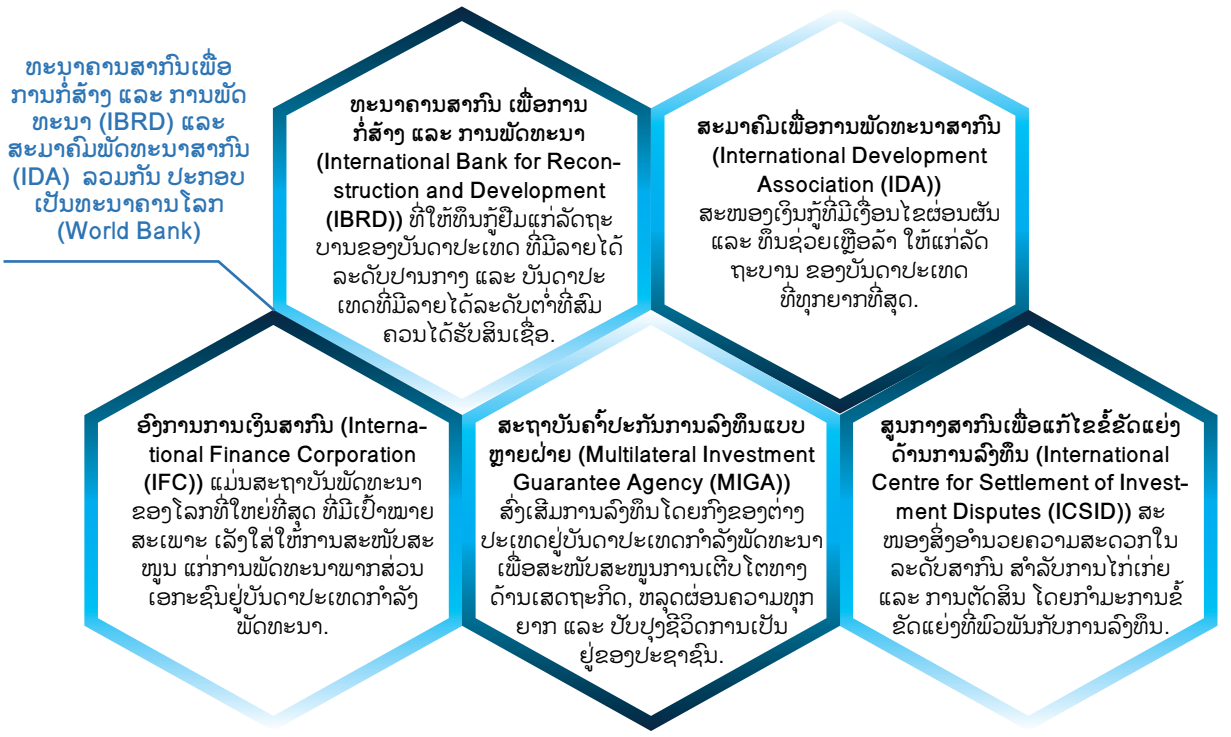 ທະນາຄານສາກົນເພື່ອ
ການກໍ່ສ້າງ ແລະ ການພັດ
ທະນາ (IBRD) ແລະ
ສະມາຄົມພັດທະນາສາກົນ
(IDA) ລວມກັນ ປະກອບ
ເປັນທະນາຄານໂລກ
(World Bank)
ທະນາຄານສາກົນ ເພື່ອການ
ກໍ່ສ້າງ ແລະ ການພັດທະນາ
(International Bank for Recon-
struction and Development
(IBRD)) ທີ່ໃຫ້ທຶນກູ້ຢືມແກ່ລັດຖະ
ບານຂອງບັນດາປະເທດ ທີ່ມີລາຍໄດ້
ລະດັບປານກາງ ແລະ ບັນດາປະ
ເທດທີ່ມີລາຍໄດ້ລະດັບຕ່ຳທີ່ສົມ
ຄວນໄດ້ຮັບສິນເຊື່ອ.
ສະມາຄົມເພື່ອການພັດທະນາສາກົນ
(International Development
Association (IDA))
ສະໜອງເງິນກູ້ທີ່ມີເງື່ອນໄຂຜ່ອນຜັນ
ແລະ ທຶນຊ່ວຍເຫຼືອລ້າ ໃຫ້ແກ່ລັດ
ຖະບານ ຂອງບັນດາປະເທດ
ທີ່ທຸກຍາກທີ່ສຸດ.
ອົງການການເງິນສາກົນ (Interna-
tional Finance Corporation
(IFC)) ແມ່ນສະຖາບັນພັດທະນາ
ຂອງໂລກທີ່ໃຫຍ່ທີ່ສຸດ ທີ່ມີເປົ້າໝາຍ
ສະເພາະ ເລັ່ງໃສ່ໃຫ້ການສະໜັບສະ
ໜູນ ແກ່ການພັດທະນາພາກສ່ວນ
ເອກະຊົນຢູ່ບັນດາປະເທດກຳລັງ
ພັດທະນາ.
ສະຖາບັນຄ້ຳປະກັນການລົງທຶນແບບ
ຫຼາຍຝ່າຍ (Multilateral Investment
Guarantee Agency (MIGA))
ສົ່ງເສີມການລົງທຶນໂດຍກົງຂອງຕ່າງ
ປະເທດຢູ່ບັນດາປະເທດກຳລັງພັດທະນາ
ເພື່ອສະໜັບສະໜູນການເຕີບໂຕທາງ
ດ້ານເສດຖະກິດ, ຫລຸດຜ່ອນຄວາມທຸກ
ຍາກ ແລະ ປັບປຸງຊີວິດການເປັນ
ຢູ່ຂອງປະຊາຊົນ.
ສູນກາງສາກົນເພື່ອແກ້ໄຂຂໍ້ຂັດແຍ່ງ
ດ້ານການລົງທຶນ (International
Centre for Settlement of Invest-
ment Disputes (ICSID)) ສະ
ໜອງສິ່ງອຳນວຍຄວາມສະດວກໃນ
ລະດັບສາກົນ ສຳລັບການໄກ່ເກ່ຍ
ແລະ ການຕັດສິນ ໂດຍກຳມະການຂໍ້
ຂັດແຍ່ງທີ່ພົວພັນກັບການລົງທຶນ.